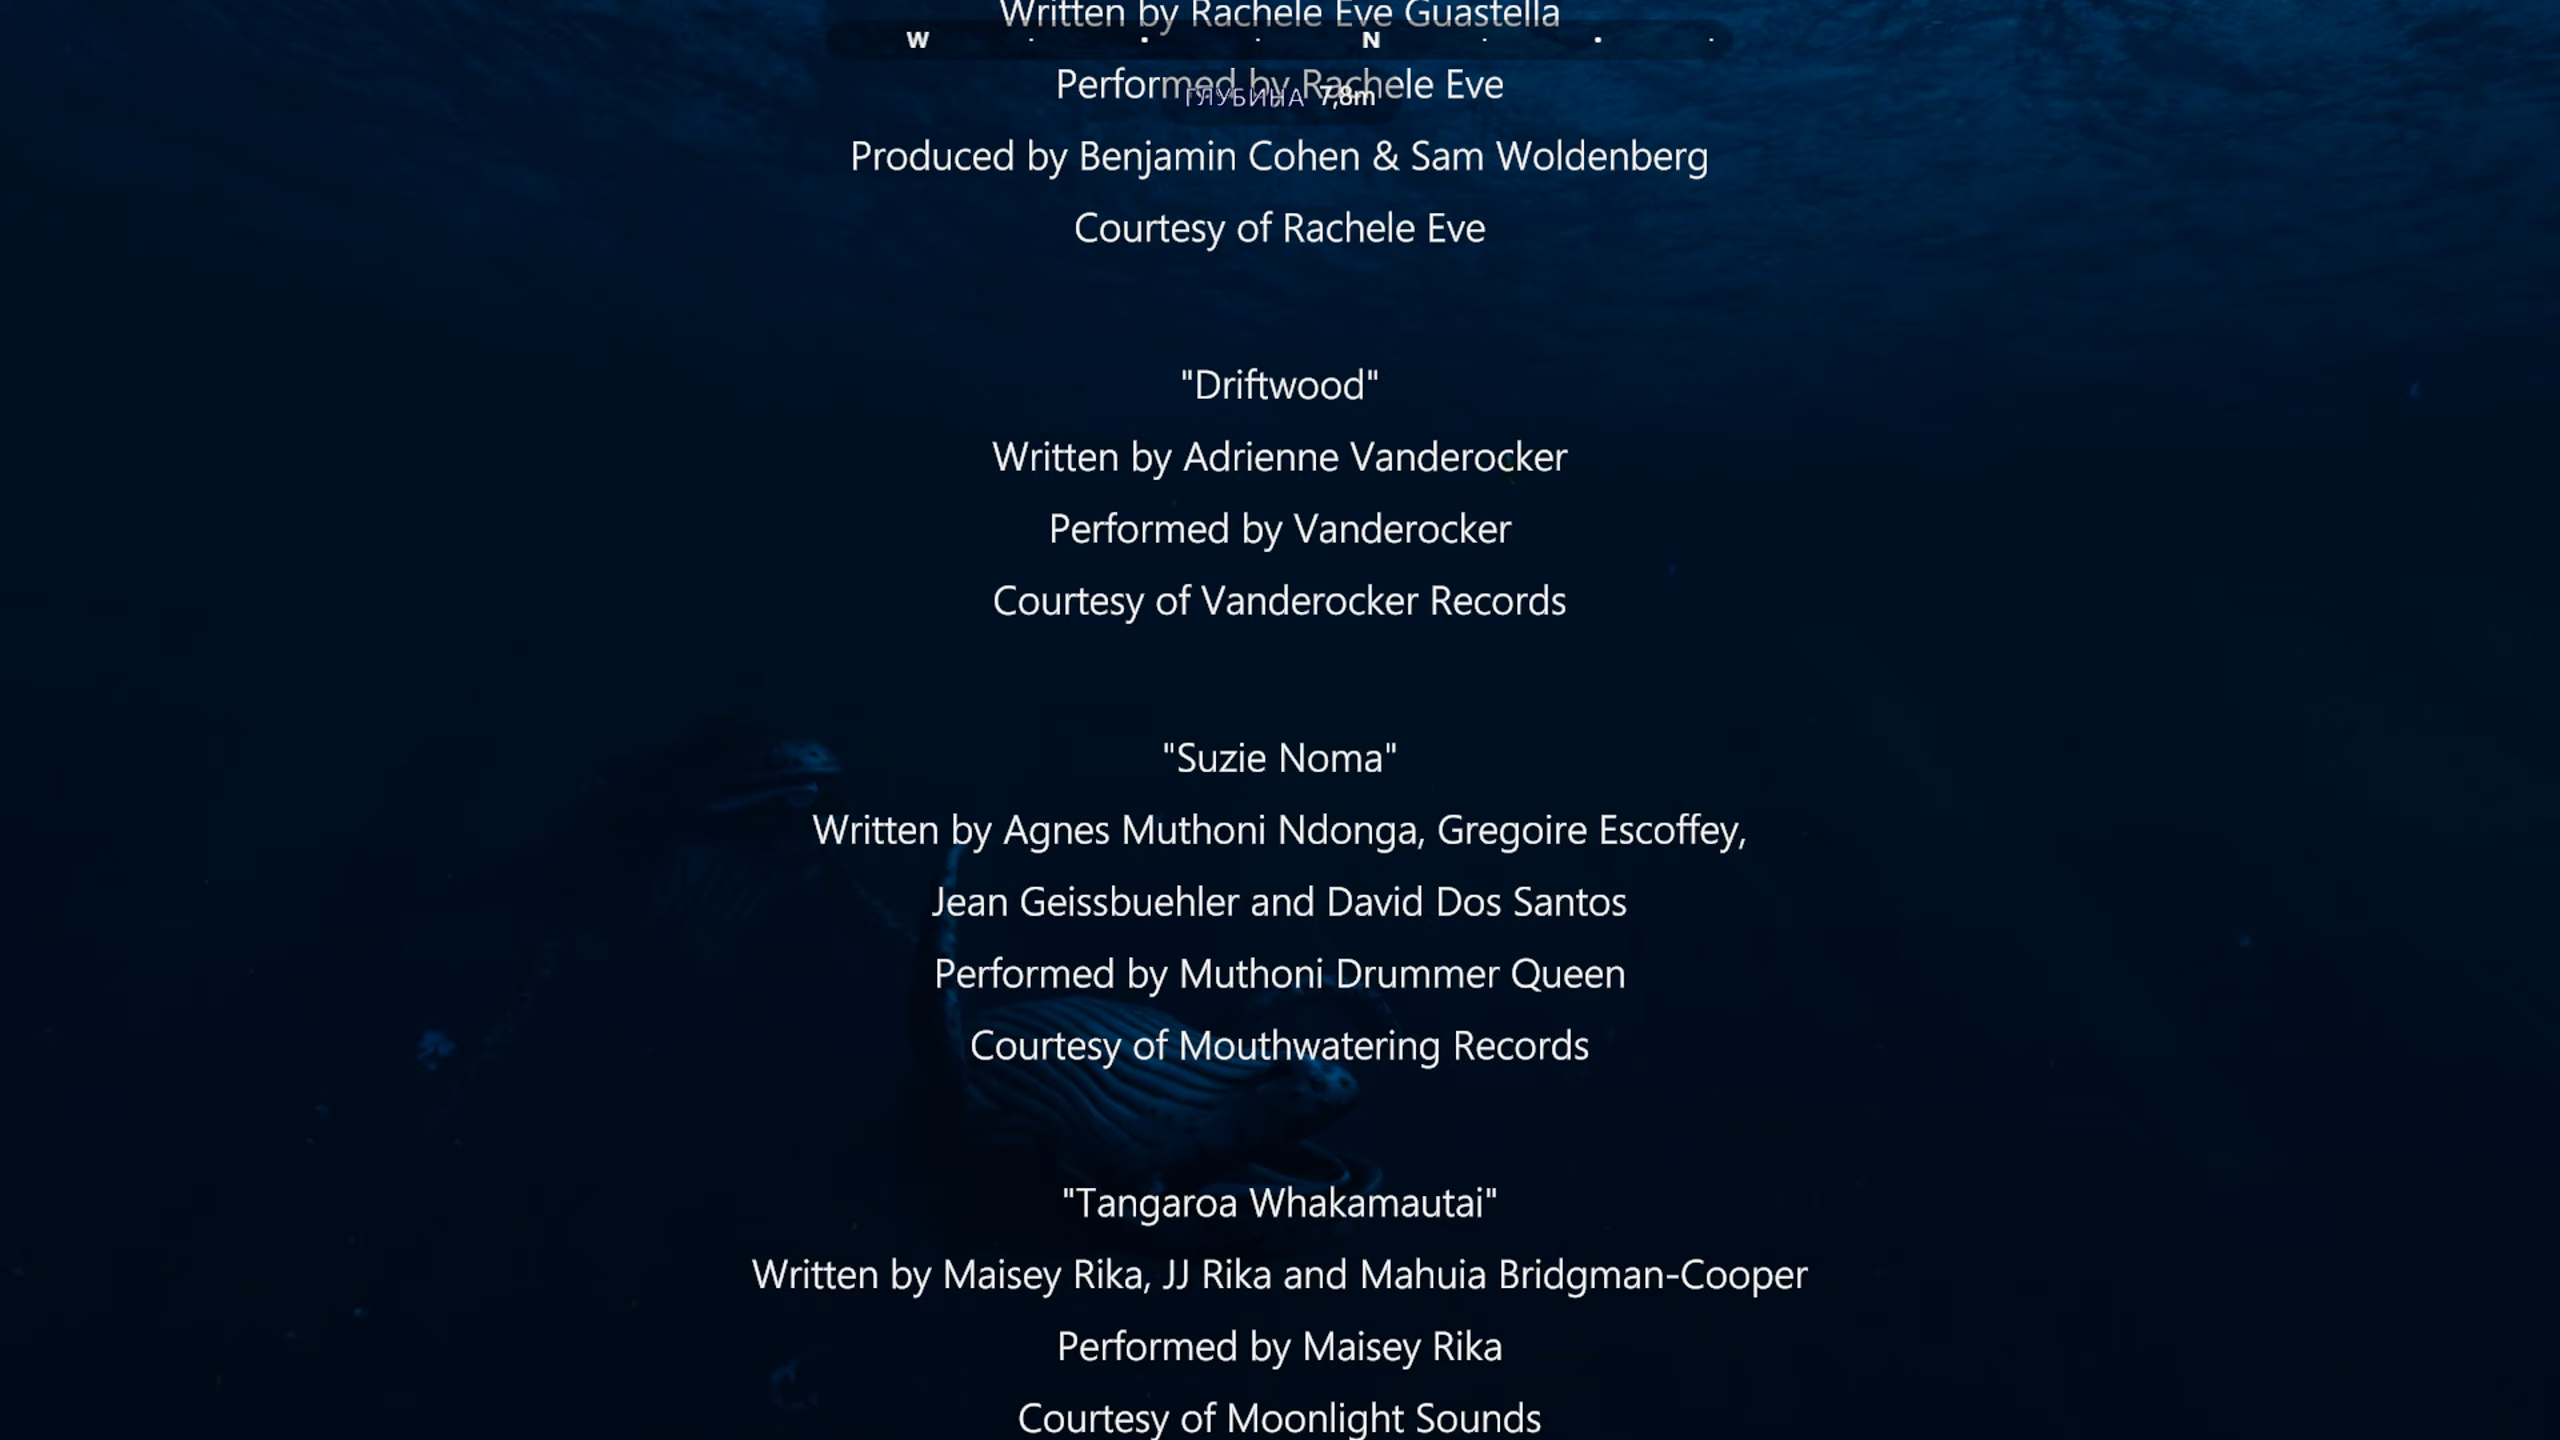 Written by Rachele Eve Guastella
W N
Performed by Rachele Eve
ГЛУБИНА 7,8m
Produced by Benjamin Cohen & Sam Woldenberg
Courtesy of Rachele Eve
"Driftwood"
Written by Adrienne Vanderocker
Performed by Vanderocker
Courtesy of Vanderocker Records
"Suzie Noma"
Written by Agnes Muthoni Ndonga, Gregoire Escoffey,
Jean Geissbuehler and David Dos Santos
Performed by Muthoni Drummer Queen
Courtesy of Mouthwatering Records
"Tangaroa Whakamautai"
Written by Maisey Rika, JJ Rika and Mahuia Bridgman-Cooper
Performed by Maisey Rika
Courtesy of Moonlight Sounds